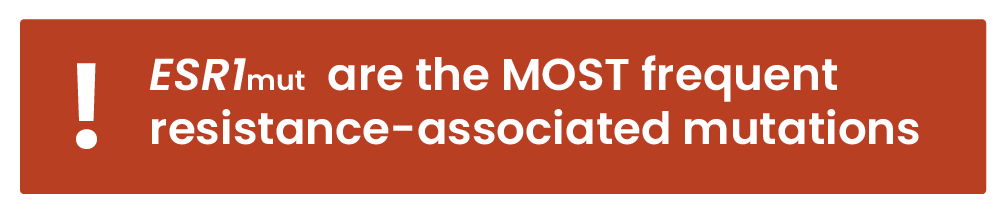 ! ESR1mut are the MOST frequent
resistance-associated mutations